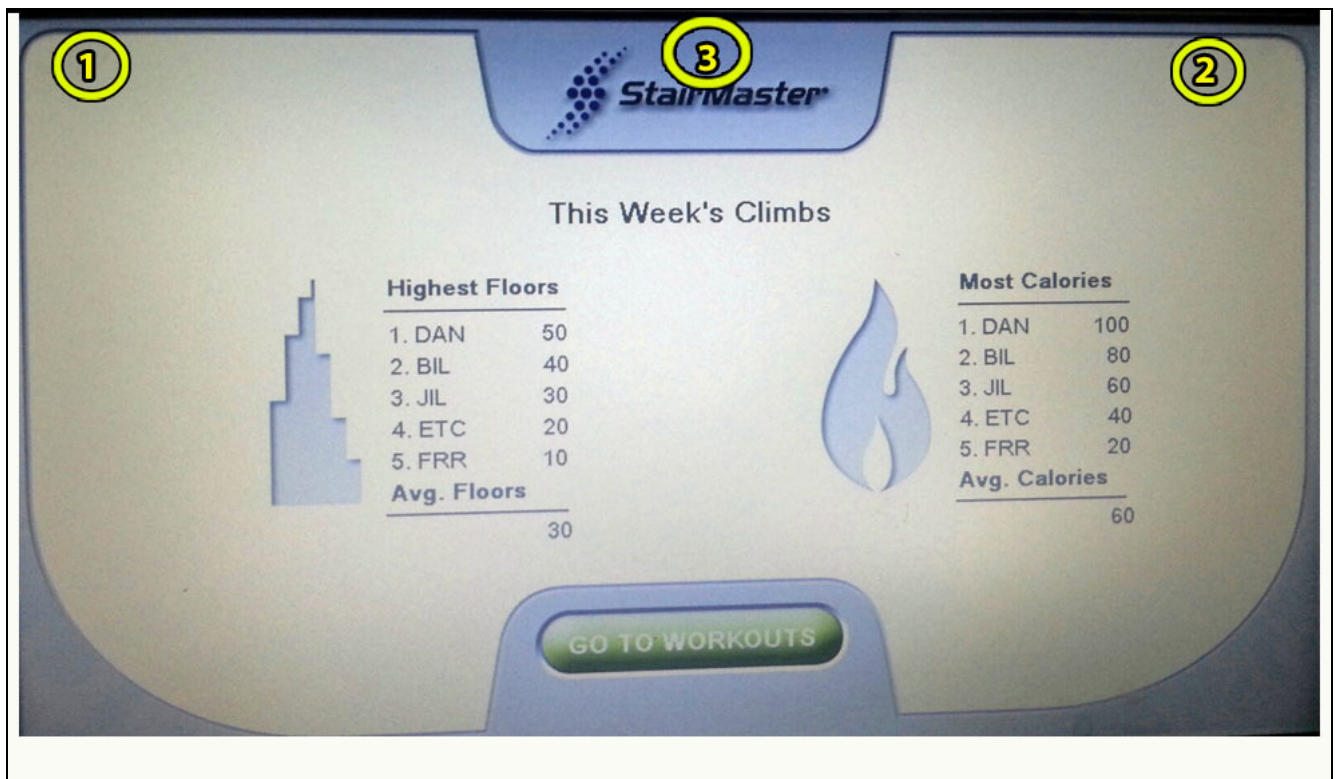 1
3
2
StairMaster
This Week's Climbs
Highest Floors
1. DAN 50
2. BIL 40
3. JIL 30
4. ETC 20
5. FRR 10
Avg. Floors
30
Most Calories
1. DAN 100
2. BIL 80
3. JIL 60
4. ETC 40
5. FRR 20
Avg. Calories
60
GO TO WORKOUTS